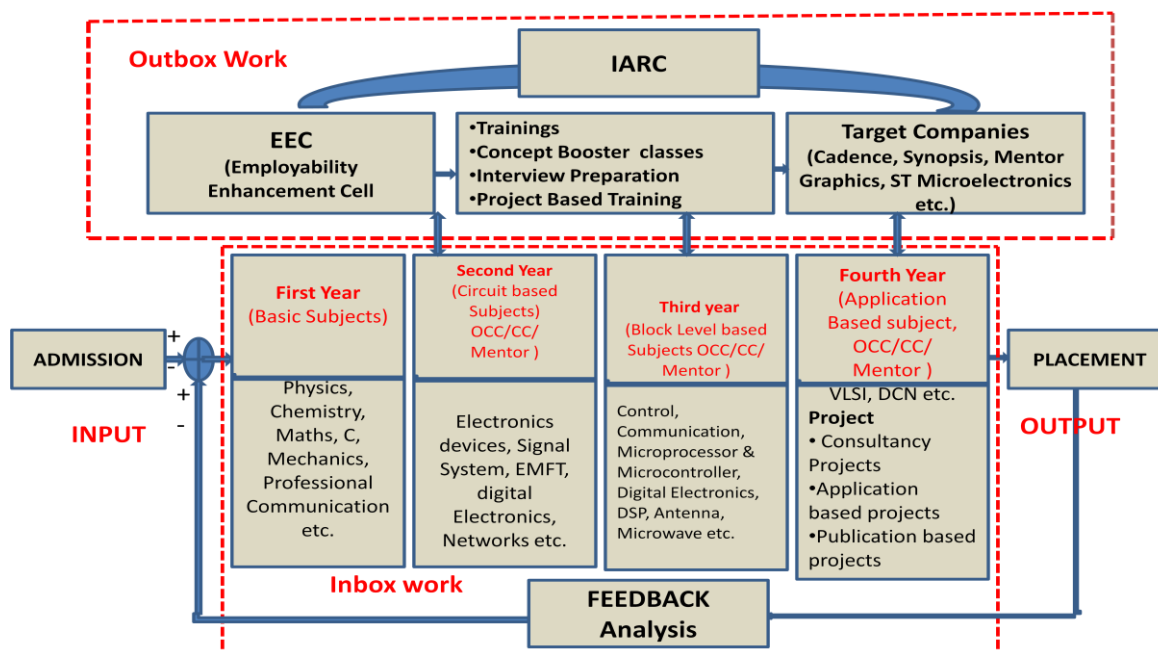 Outbox Work
IARC
EEC
(Employability
Enhancement Cell
•Trainings
•Concept Booster classes
•Interview Preparation
•Project Based Training
Target Companies
(Cadence, Synopsis, Mentor
Graphics, ST Microelectronics
etc.)
ADMISSION
+
-
+
-
INPUT
First Year
(Basic Subjects)
Physics,
Chemistry,
Maths, C,
Mechanics,
Professional
Communication
etc.
Second Year
(Circuit based
Subjects)
OCC/CC/
Mentor )
Electronics
devices, Signal
System, EMFT,
digital
Electronics,
Networks etc.
Third year
(Block Level based
Subjects OCC/CC/
Mentor )
Control,
Communication,
Microprocessor &
Microcontroller,
Digital Electronics,
DSP, Antenna,
Microwave etc.
Fourth Year
(Application
Based subject,
OCC/CC/
Mentor )
VLSI, DCN etc.
Project
• Consultancy
Projects
•Application
based projects
•Publication based
projects
PLACEMENT
OUTPUT
Inbox work
FEEDBACK
Analysis